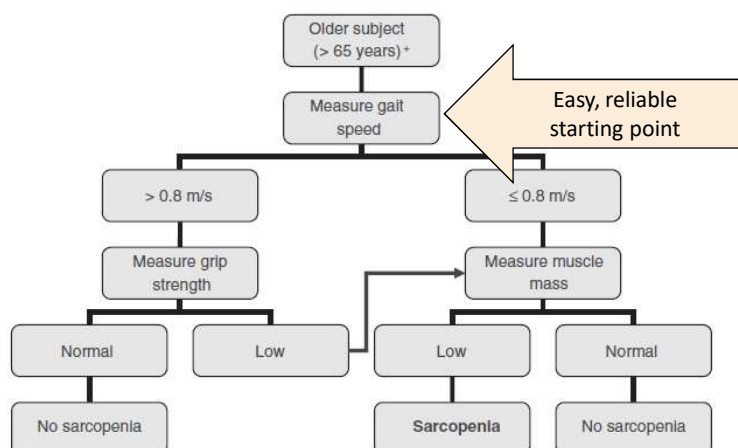 Older subject
(> 65 years)⁺
Easy, reliable
starting point
Measure gait
speed
> 0.8 m/s
≤ 0.8 m/s
Measure grip
strength
Measure muscle
mass
Normal
Low
Low
Normal
No sarcopenia
Sarcopenia
No sarcopenia